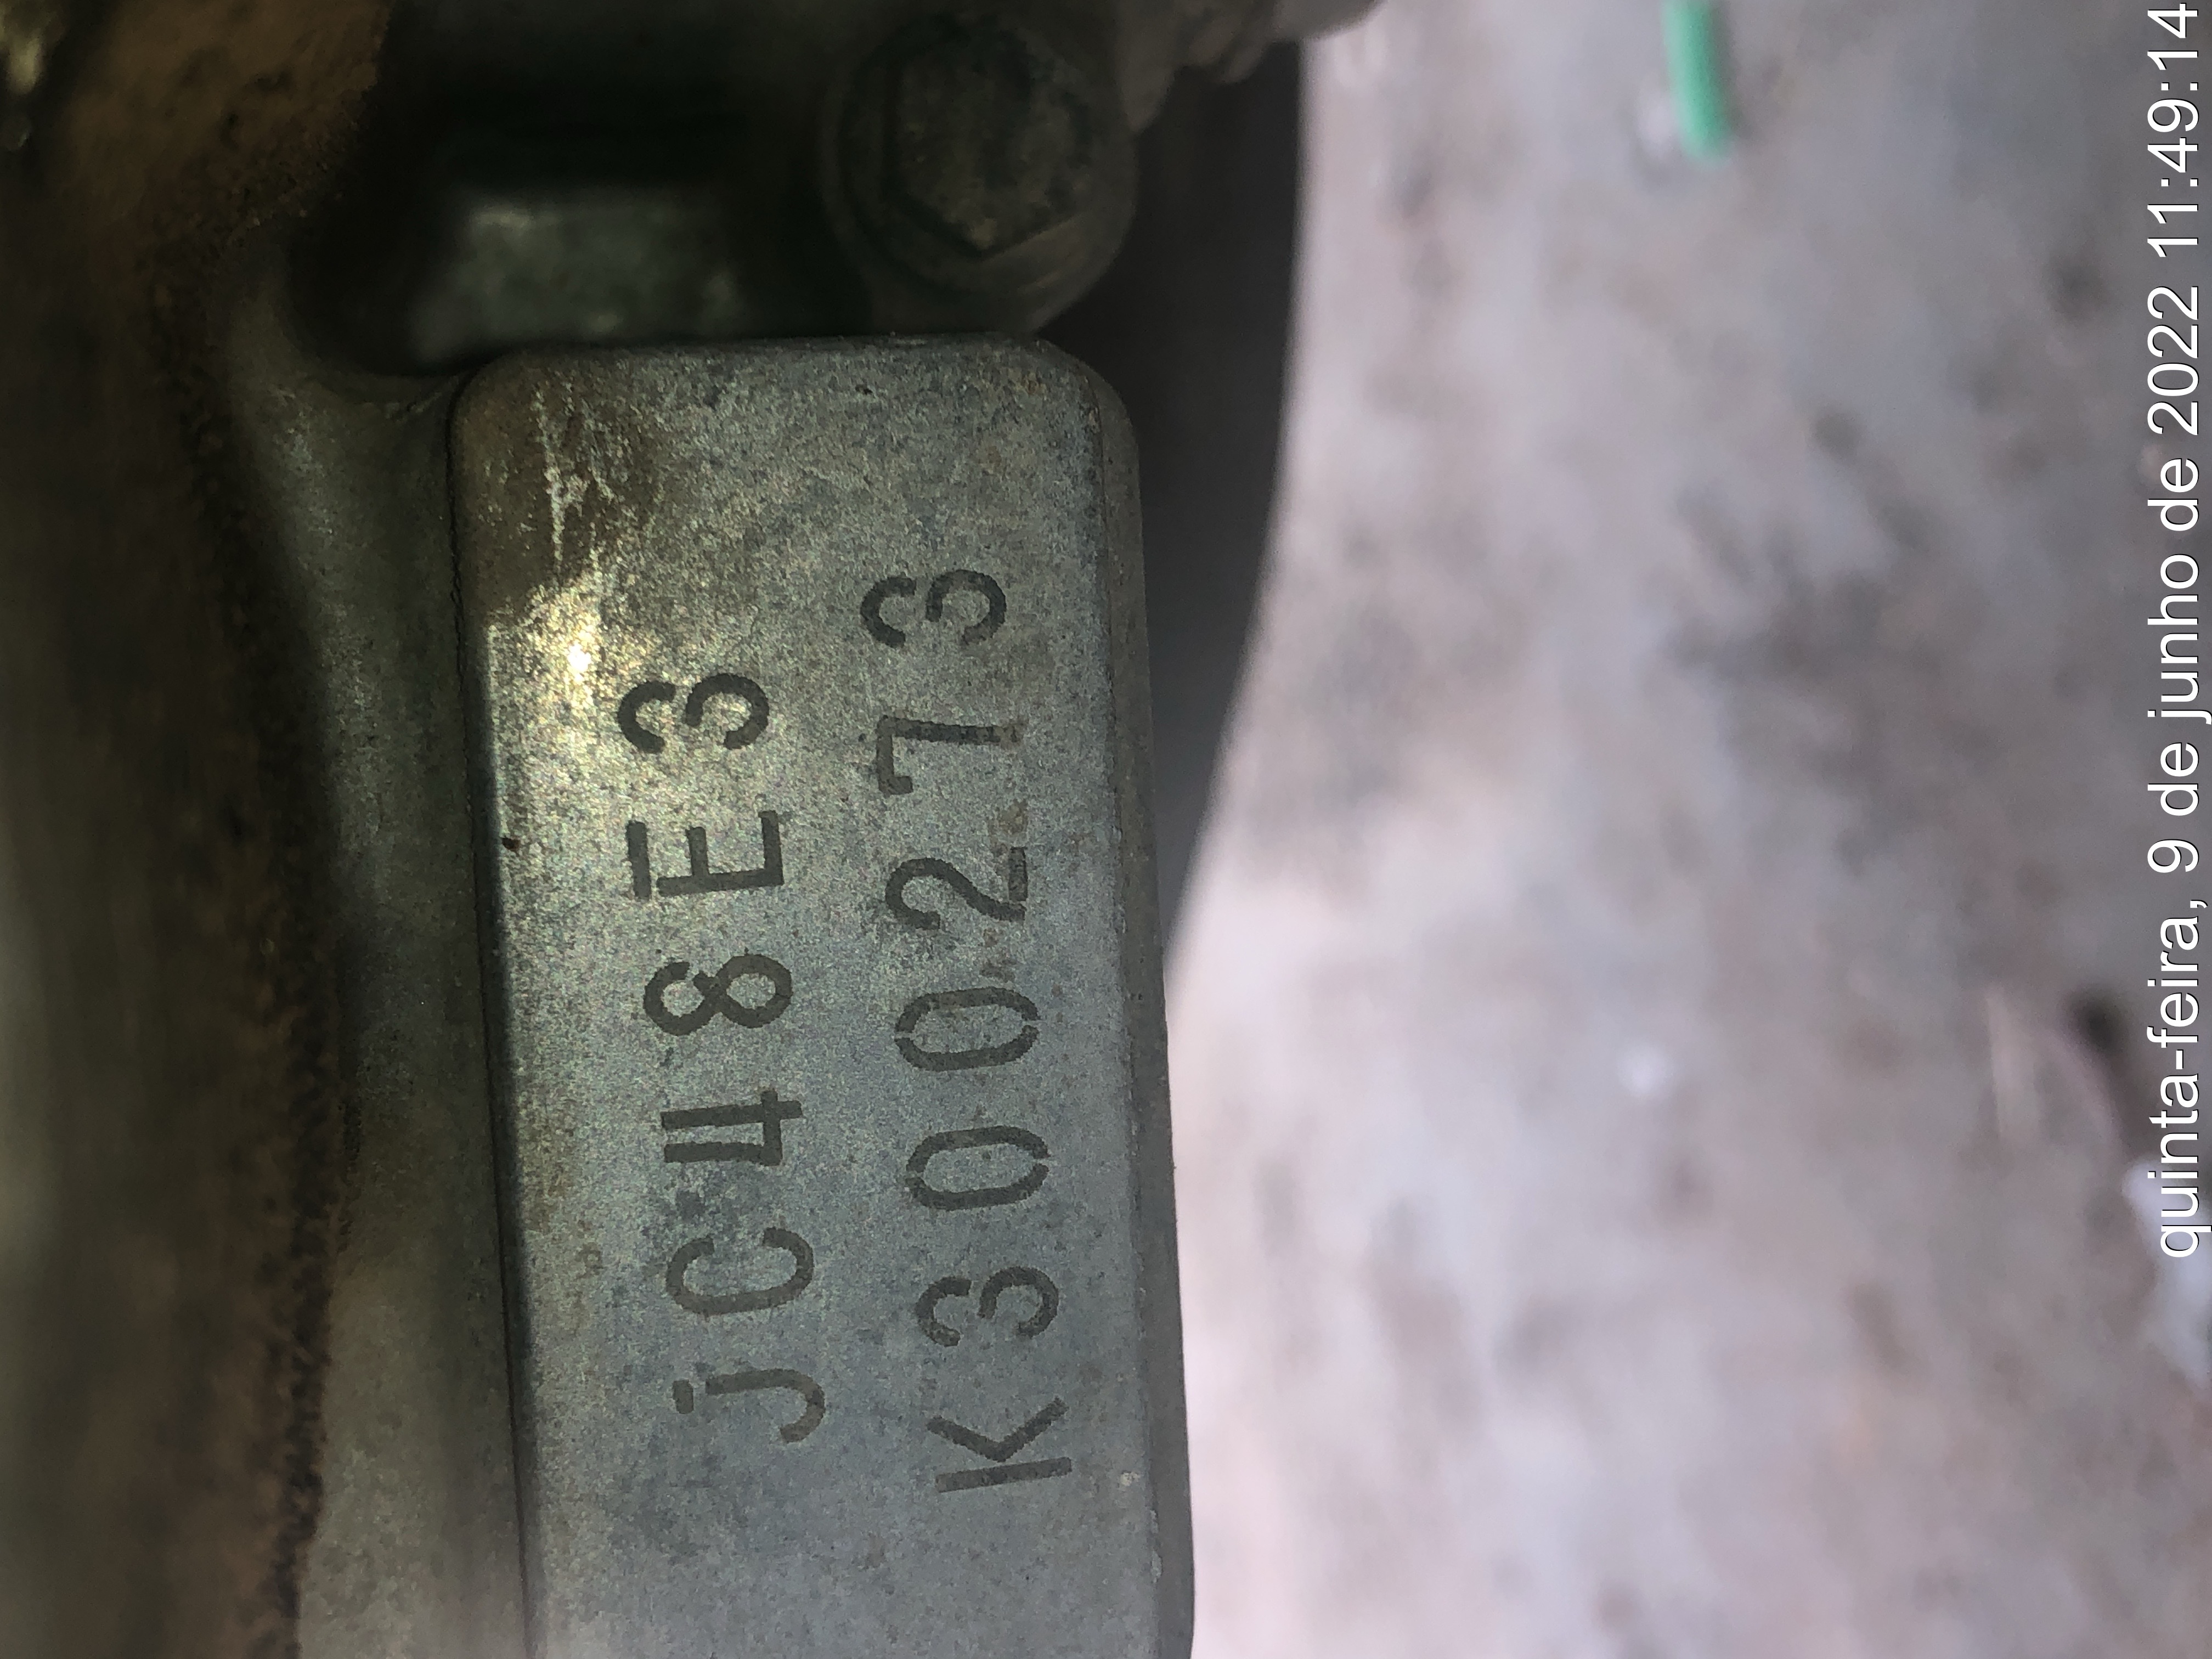 JC48E3
K300273
quinta-feira, 9 de junho de 2022 11:49:14